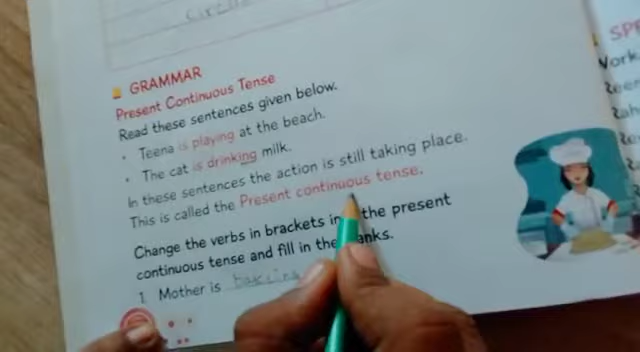 GRAMMAR
Present Continuous Tense
Read these sentences given below.
• Teena is playing at the beach.
• The cat is drinking milk.
In these sentences the action is still taking place.
This is called the Present continuous tense.
Change the verbs in brackets in the present
continuous tense and fill in the
1. Mother is
SPE
Work